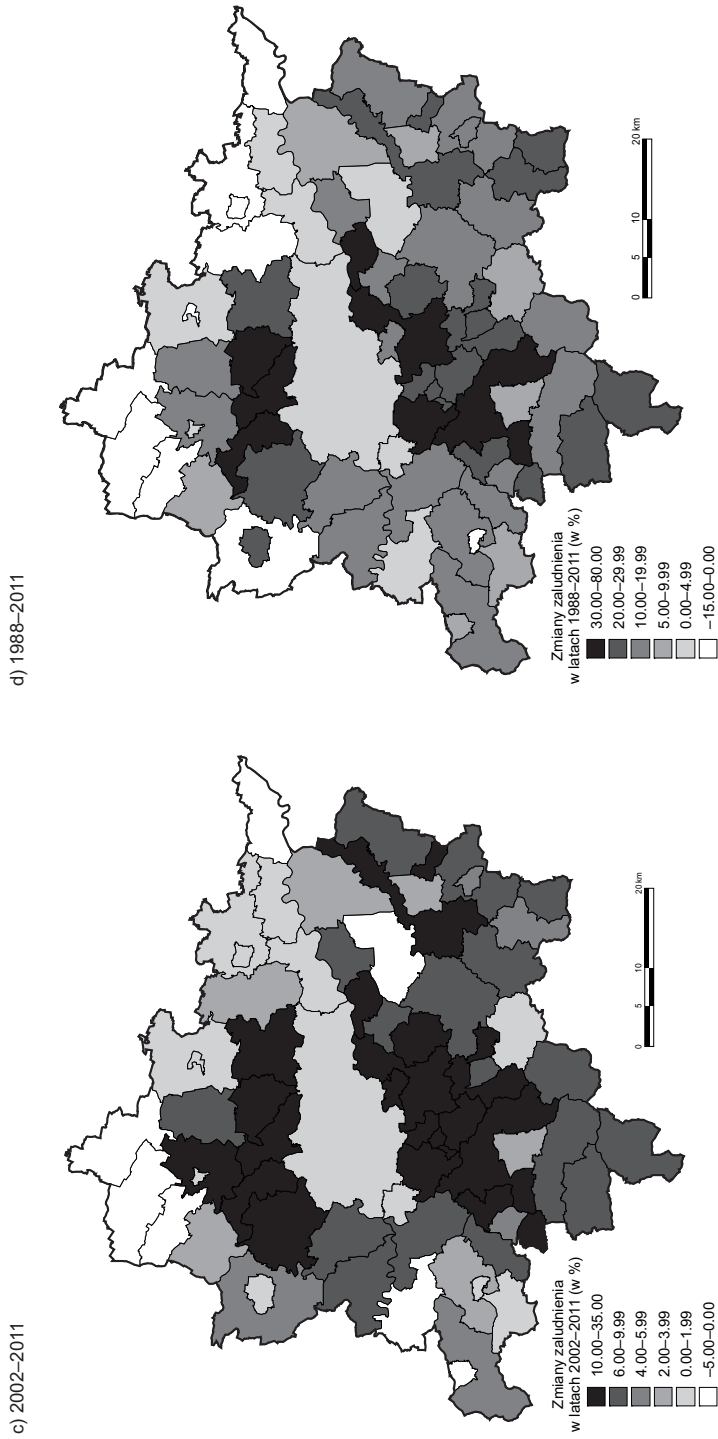 c) 2002–2011
Zmiany zaludnienia
w latach 2002–2011 (w %)
10.00–35.00
6.00–9.99
4.00–5.99
2.00–3.99
0.00–1.99
–5.00–0.00
0 5 10 20 km
d) 1988–2011
Zmiany zaludnienia
w latach 1988–2011 (w %)
30.00–80.00
20.00–29.99
10.00–19.99
5.00–9.99
0.00–4.99
–15.00–0.00
0 5 10 20 km